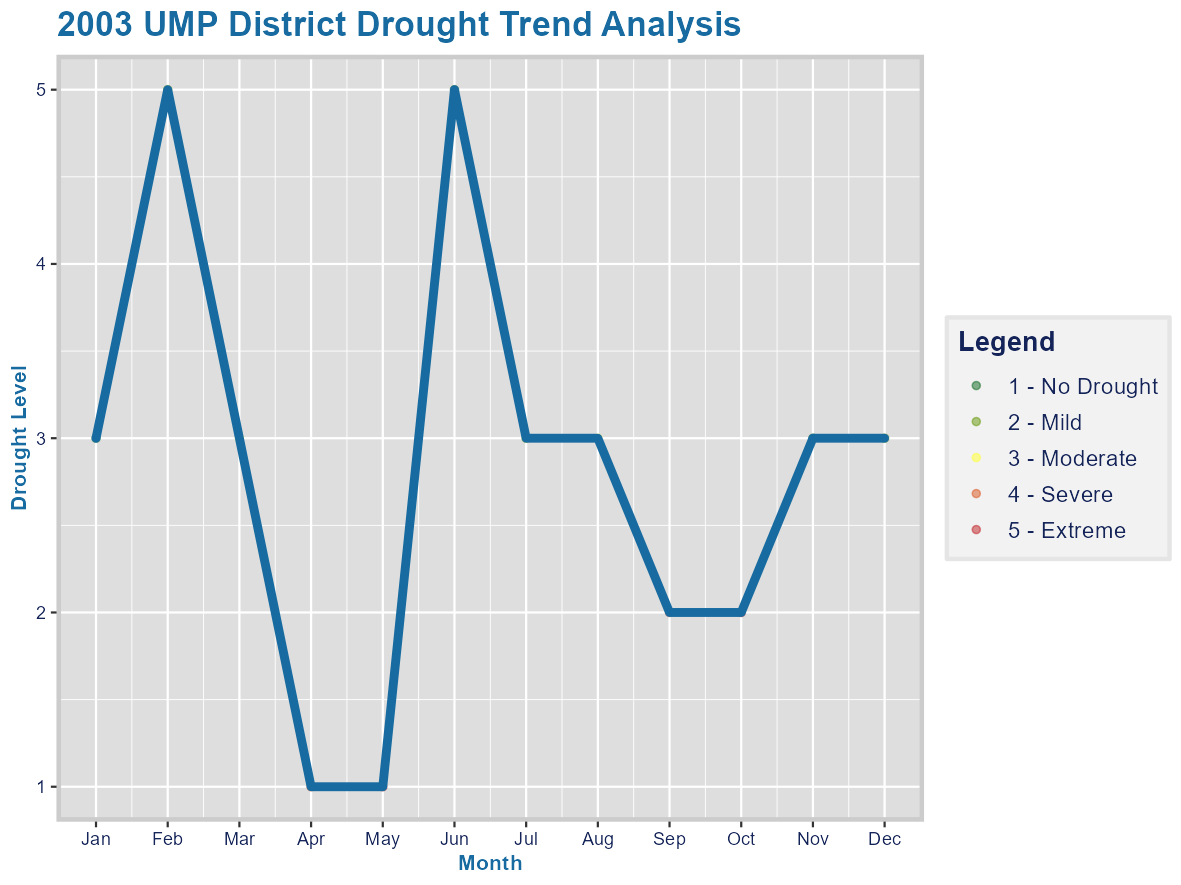 2003 UMP District Drought Trend Analysis
Drought Level
5
4
3
2
1
Jan Feb Mar Apr May Jun Jul Aug Sep Oct Nov Dec
Month
Legend
1 - No Drought
2 - Mild
3 - Moderate
4 - Severe
5 - Extreme